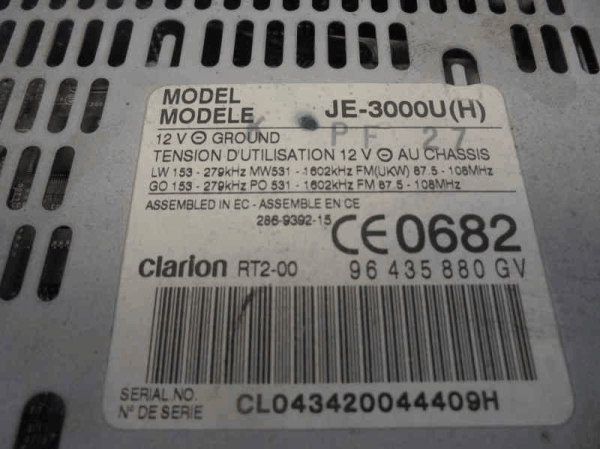 MODEL
MODELE JE-3000U(H)
PF 27
12 V ⊖ GROUND
TENSION D'UTILISATION 12 V ⊖ AU CHASSIS
LW 153 - 279kHz MW531 - 1602kHz FM(UKW) 87.5 - 108MHz
GO 153 - 279kHz PO 531 - 1602kHz FM 87.5 - 108MHz
ASSEMBLED IN EC - ASSEMBLE EN CE
286-9392-15
CE0682
Clarion RT2-00 96 435 880 GV
SERIAL NO.
N° DE SERIE CL043420044409H